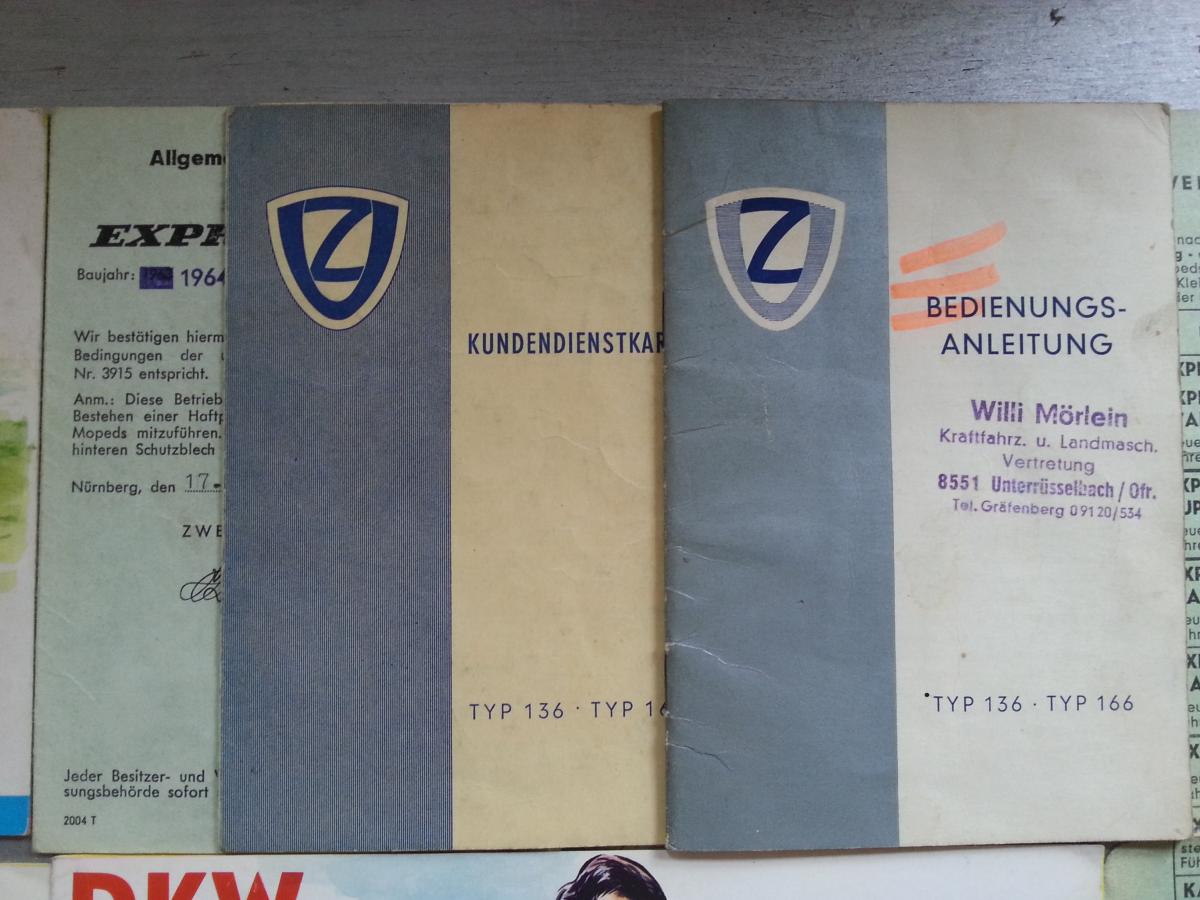 Allgem
EXPR
Baujahr: 1964
Wir bestätigen hierm
Bedingungen der
Nr. 3915 entspricht.
Anm.: Diese Betrieb
Bestehen einer Haftp
Mopeds mitzuführen.
hinteren Schutzblech
Nürnberg, den 17.
ZWE
Jeder Besitzer- und
sungsbehörde sofort
2004 T
Z
KUNDENDIENSTKAR
TYP 136 · TYP 16
Z
BEDIENUNGS-
ANLEITUNG
Willi Mörlein
Kraftfahrz. u. Landmasch.
Vertretung
8551 Unterrüsselbach / Ofr.
Tel. Gräfenberg 09120/534
TYP 136 · TYP 166
DKW